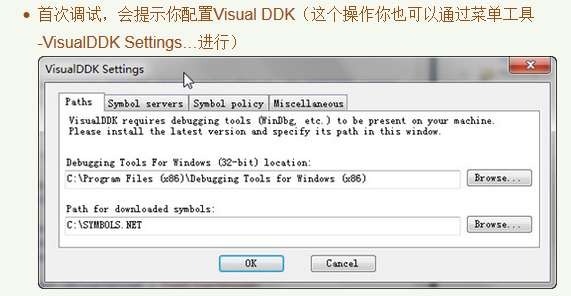 首次调试，会提示你配置Visual DDK（这个操作你也可以通过菜单工具
-VisualDDK Settings...进行）
VisualDDK Settings
Paths Symbol servers Symbol policy Miscellaneous
VisualDDK requires debugging tools (WinDbg, etc.) to be present on your machine.
Please install the latest version and specify its path in this window.
Debugging Tools For Windows (32-bit) location:
C:\Program Files (x86)\Debugging Tools for Windows (x86) Browse...
Path for downloaded symbols:
C:\SYMBOLS.NET Browse...
OK Cancel